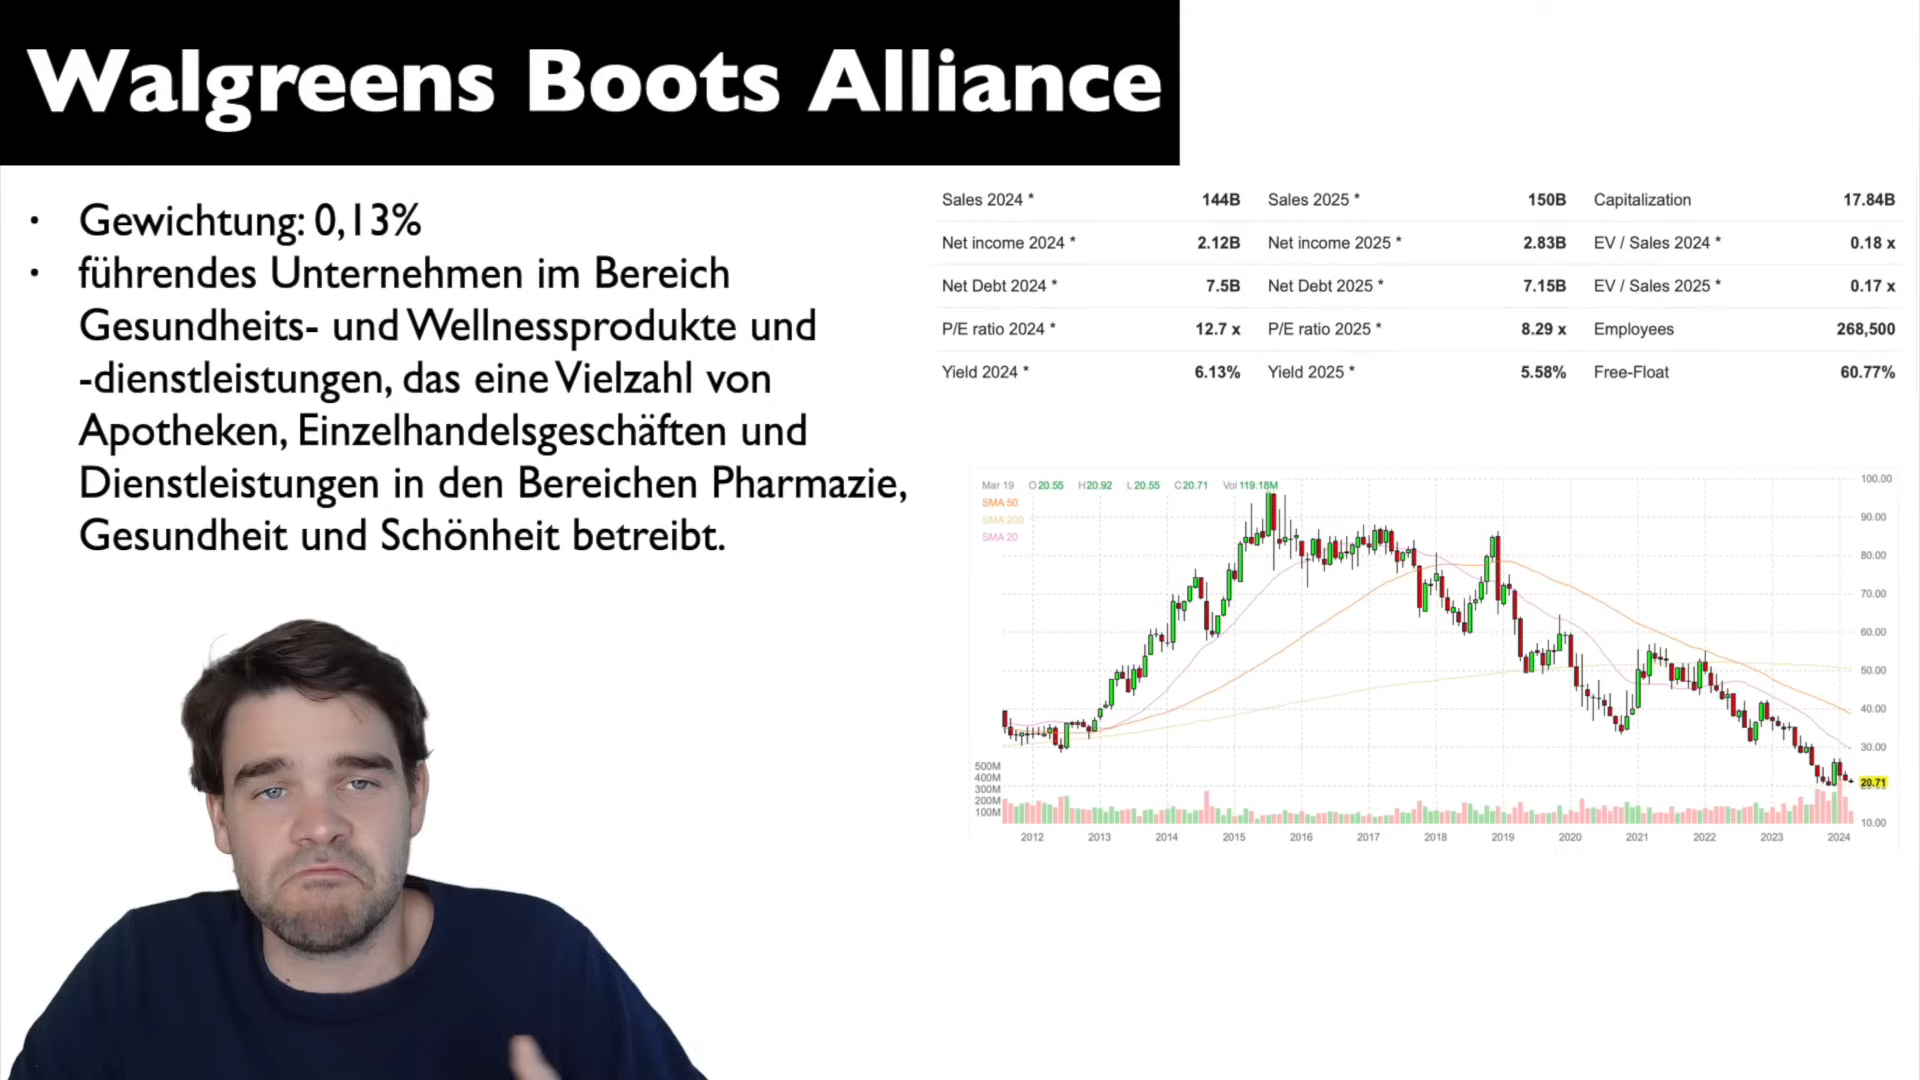 Walgreens Boots Alliance
• Gewichtung: 0,13%
• führendes Unternehmen im Bereich
Gesundheits- und Wellnessprodukte und
-dienstleistungen, das eine Vielzahl von
Apotheken, Einzelhandelsgeschäften und
Dienstleistungen in den Bereichen Pharmazie,
Gesundheit und Schönheit betreibt.
Sales 2024 * 144B Sales 2025 * 150B Capitalization 17.84B
Net income 2024 * 2.12B Net income 2025 * 2.83B EV / Sales 2024 * 0.18 x
Net Debt 2024 * 7.5B Net Debt 2025 * 7.15B EV / Sales 2025 * 0.17 x
P/E ratio 2024 * 12.7 x P/E ratio 2025 * 8.29 x Employees 268,500
Yield 2024 * 6.13% Yield 2025 * 5.58% Free-Float 60.77%
Mar 19 O 20.55 H 20.92 L 20.55 C 20.71 Vol 119.18M
SMA 50
SMA 200
SMA 20
100.00
90.00
80.00
70.00
60.00
50.00
40.00
30.00
20.71
10.00
500M
400M
300M
200M
100M
2012 2013 2014 2015 2016 2017 2018 2019 2020 2021 2022 2023 2024